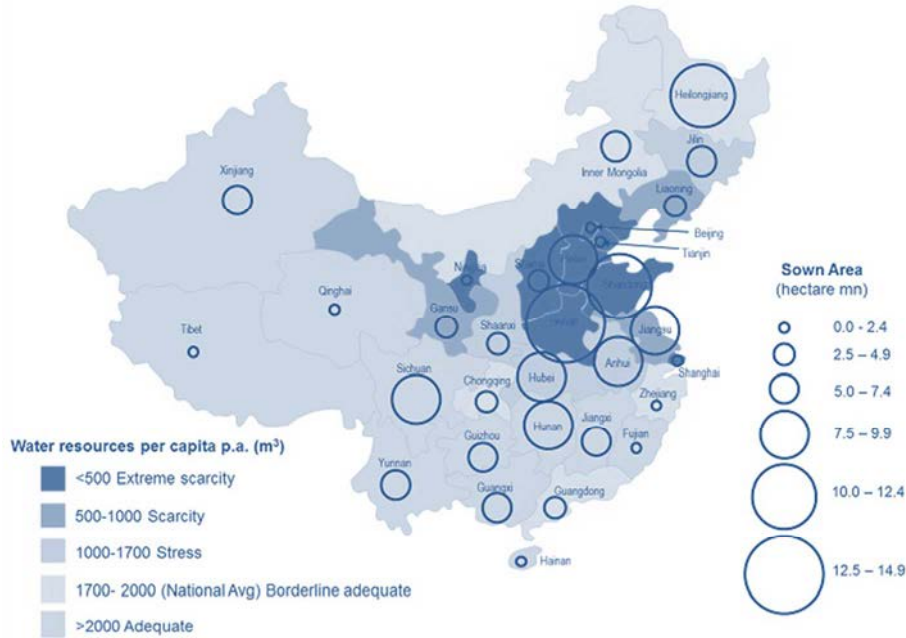 Heilongjiang
Jilin
Inner Mongolia
Xinjiang
Liaoning
Beijing
Tianjin
Shandong
Qinghai
Gansu
Shaanxi
Henan
Jiangsu
Tibet
Anhui
Shanghai
Sichuan
Chongqing
Hubei
Zhejiang
Hunan
Jiangxi
Guizhou
Fujian
Yunnan
Guangxi
Guangdong
Hainan
Water resources per capita p.a. (m³)
<500 Extreme scarcity
500-1000 Scarcity
1000-1700 Stress
1700- 2000 (National Avg) Borderline adequate
>2000 Adequate
Sown Area
(hectare mn)
0.0 - 2.4
2.5 – 4.9
5.0 – 7.4
7.5 – 9.9
10.0 – 12.4
12.5 – 14.9